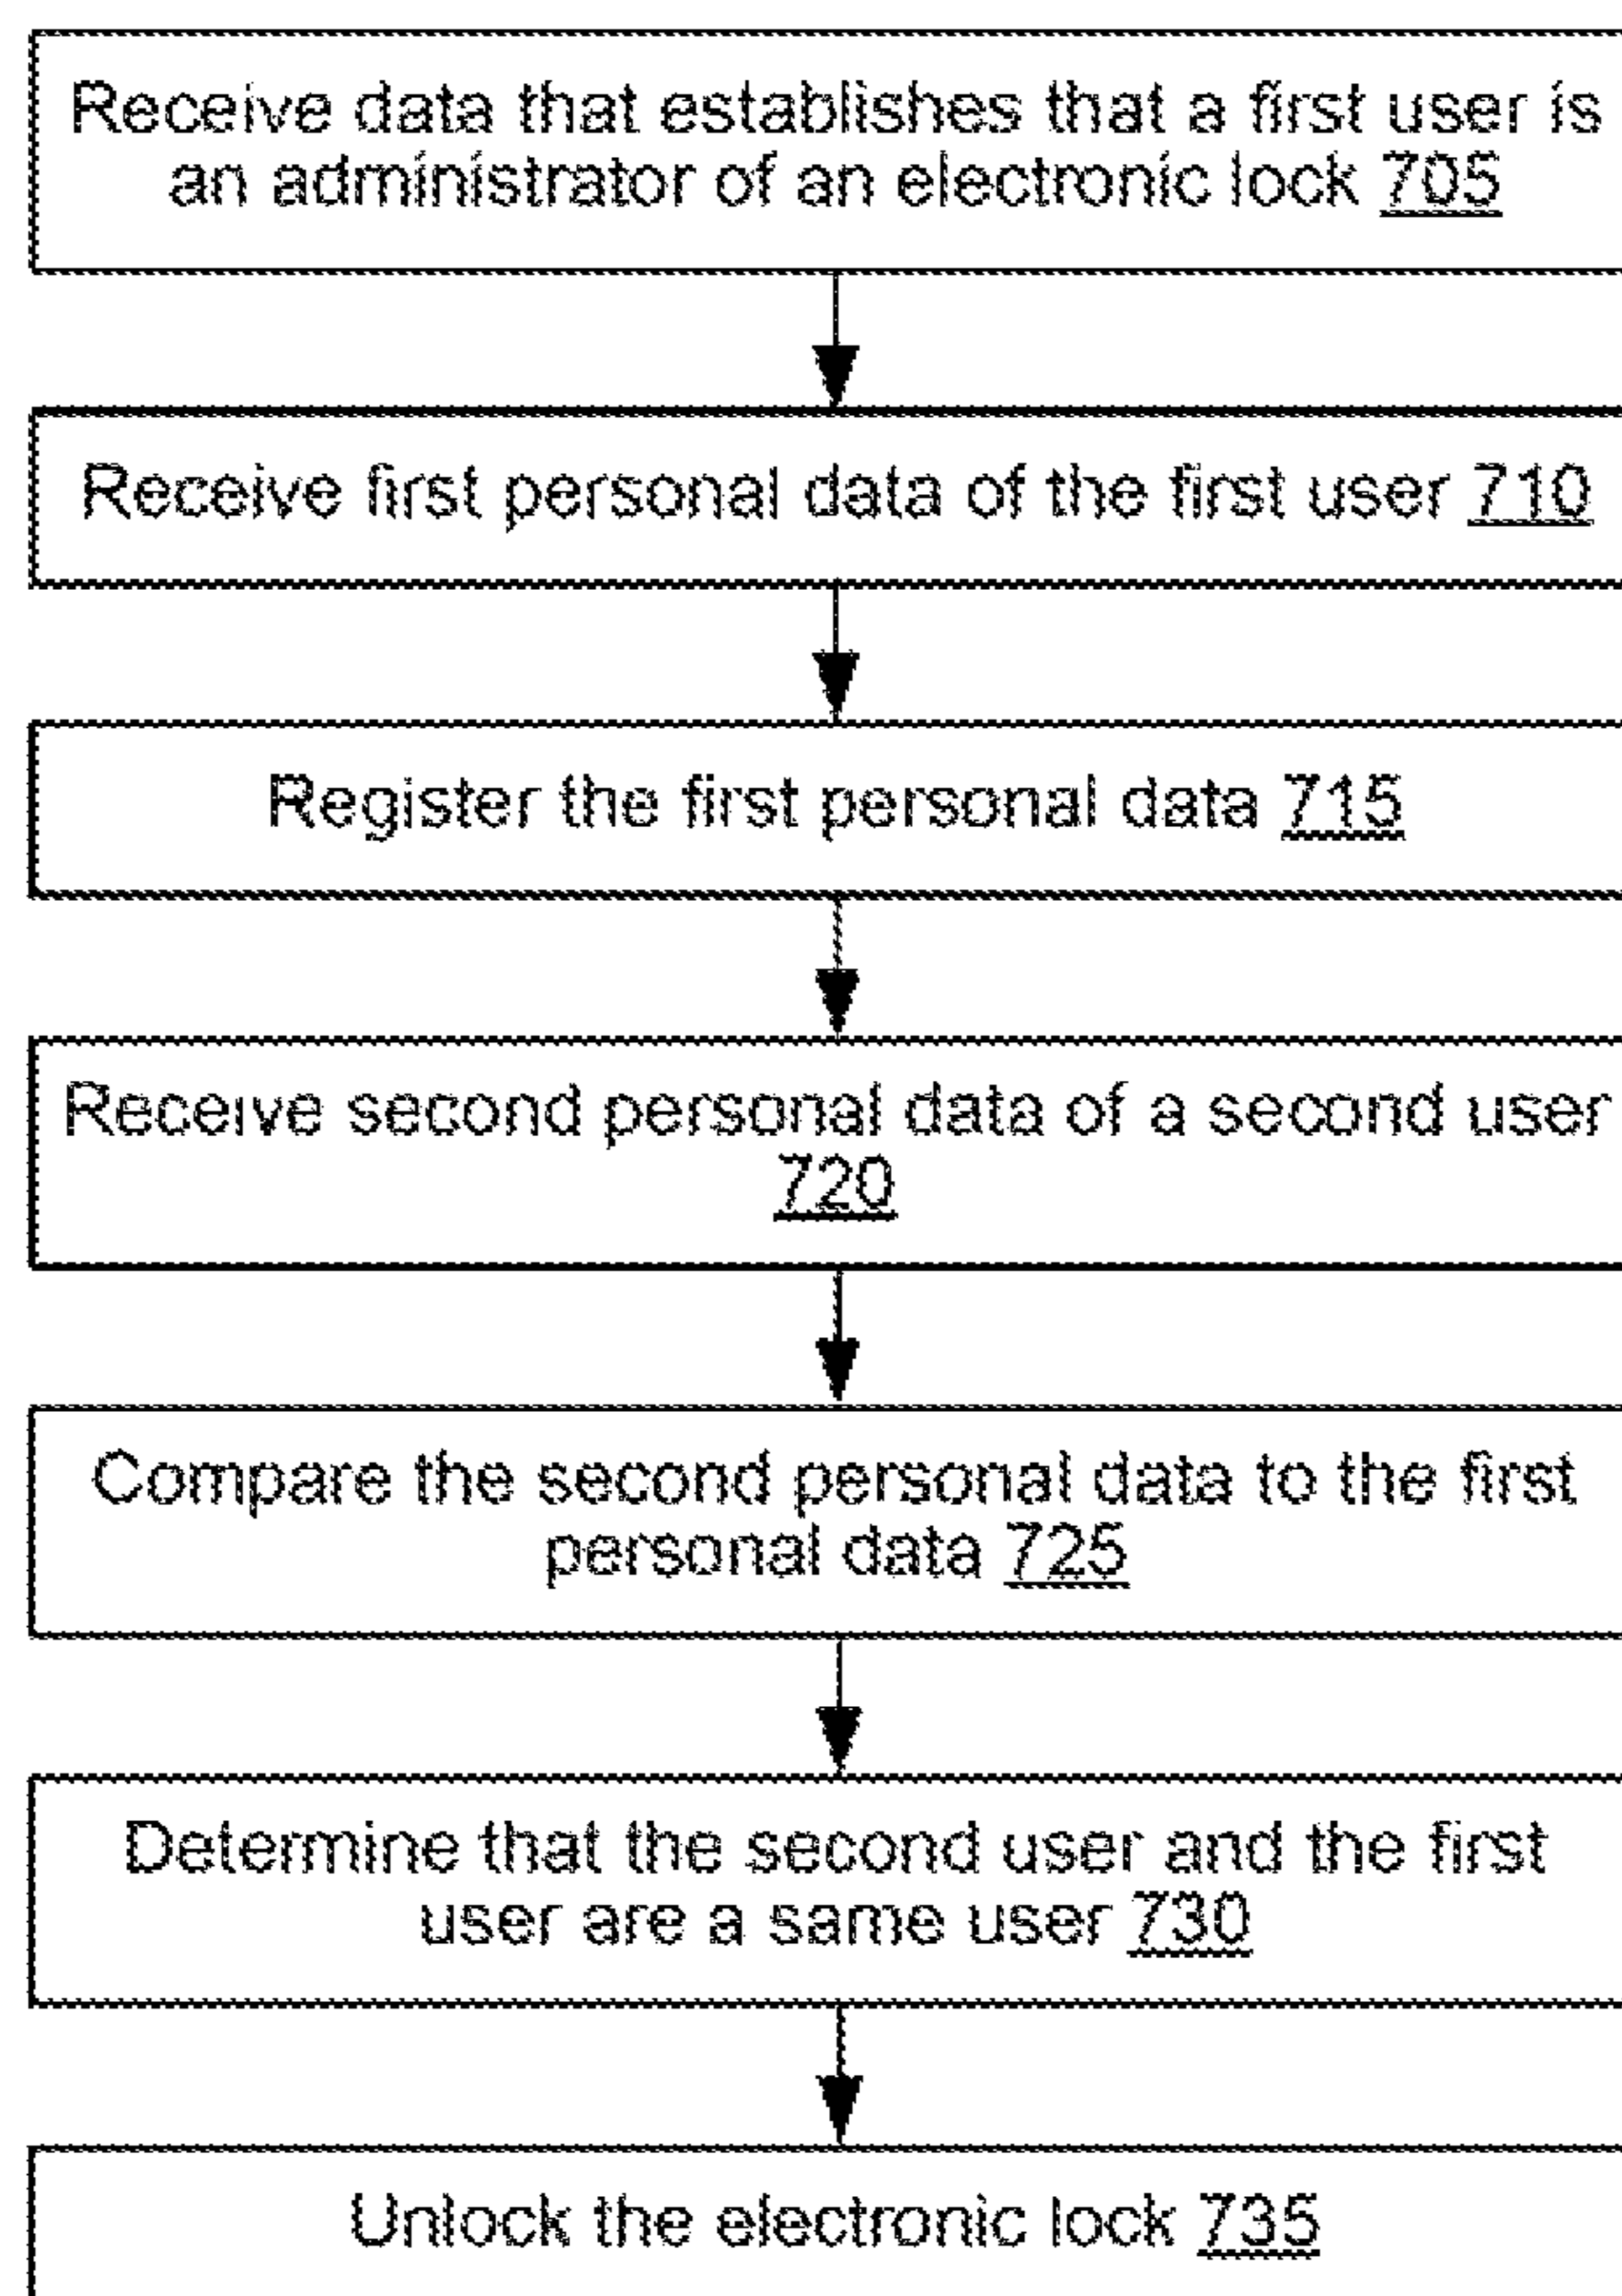 Receive data that establishes that a first user is
an administrator of an electronic lock 705
Receive first personal data of the first user 710
Register the first personal data 715
Receive second personal data of a second user
720
Compare the second personal data to the first
personal data 725
Determine that the second user and the first
user are a same user 730
Unlock the electronic lock 735